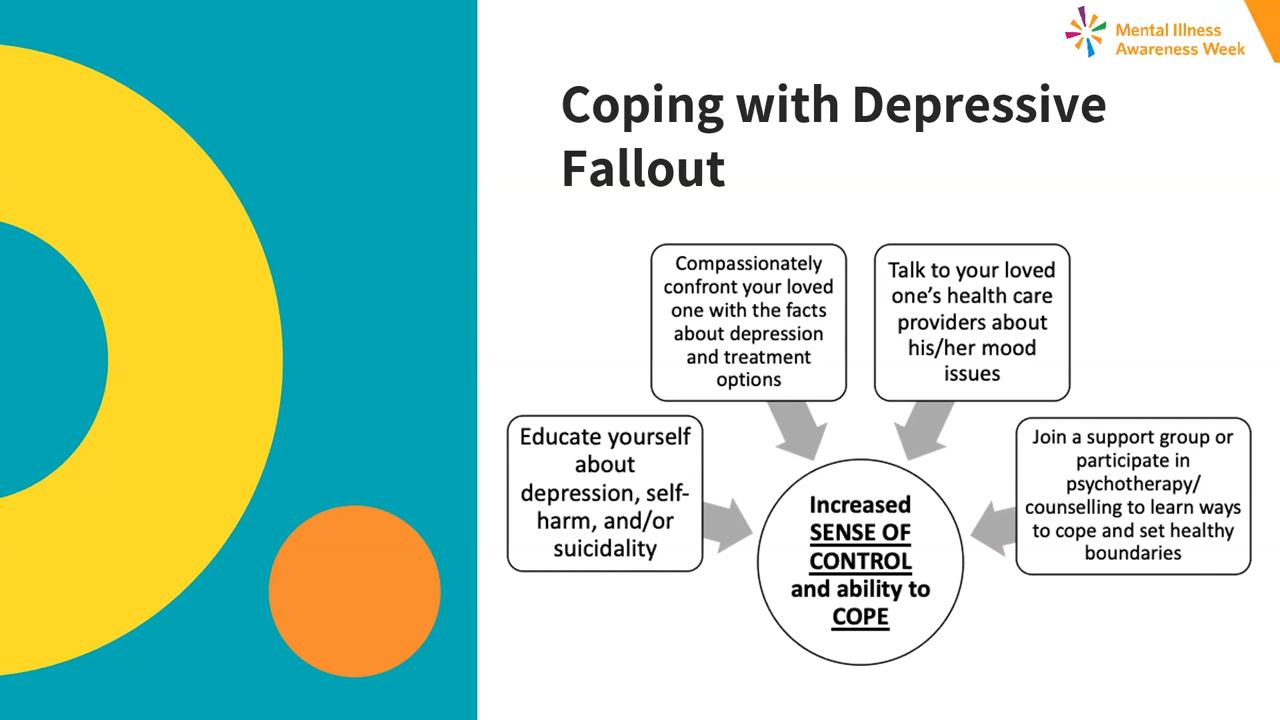 Mental Illness
Awareness Week
Coping with Depressive
Fallout
Compassionately
confront your loved
one with the facts
about depression
and treatment
options
Talk to your loved
one's health care
providers about
his/her mood
issues
Educate yourself
about
depression, self-
harm, and/or
suicidality
Join a support group or
participate in
psychotherapy/
counselling to learn ways
to cope and set healthy
boundaries
Increased
SENSE OF
CONTROL
and ability to
COPE